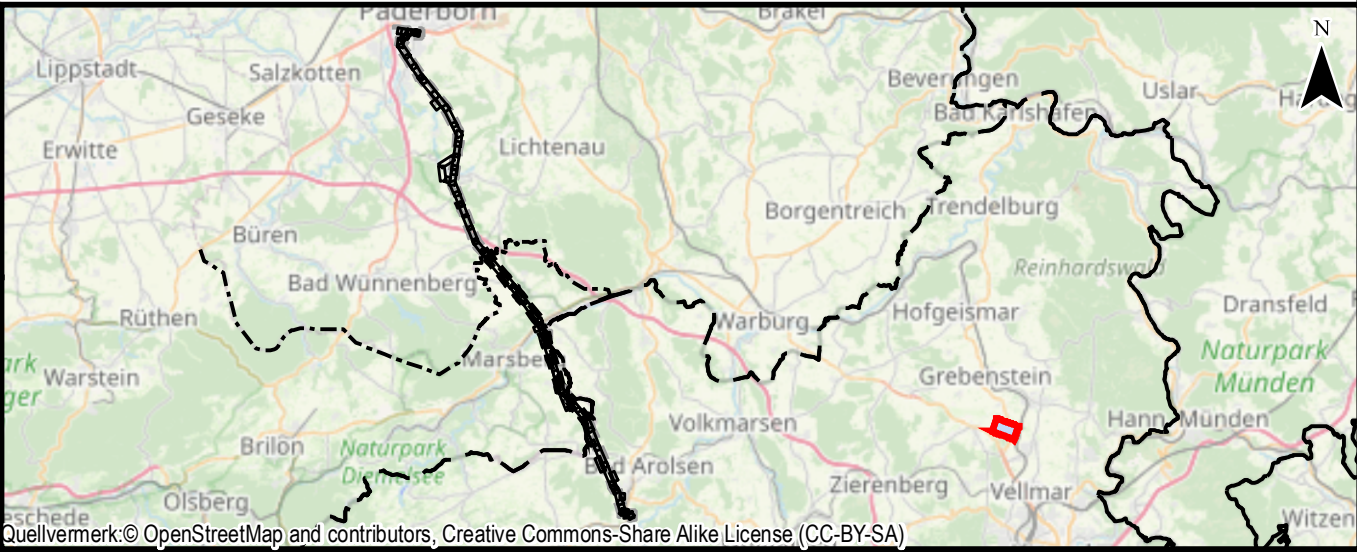 Paderborn
Brakel
N
Lippstadt
Salzkotten
Beverungen
Uslar
Geseke
Bad Karlshafen
Erwitte
Lichtenau
Borgentreich
Trendelburg
Büren
Reinhardswald
Bad Wünnenberg
Dransfeld
Rüthen
Warburg
Hofgeismar
Marsberg
Naturpark
Münden
Warstein
Grebenstein
Volkmarsen
Hann. Münden
Brilon
Naturpark
Diemelsee
Bad Arolsen
Olsberg
Zierenberg
Vellmar
Quellvermerk:© OpenStreetMap and contributors, Creative Commons-Share Alike License (CC-BY-SA)